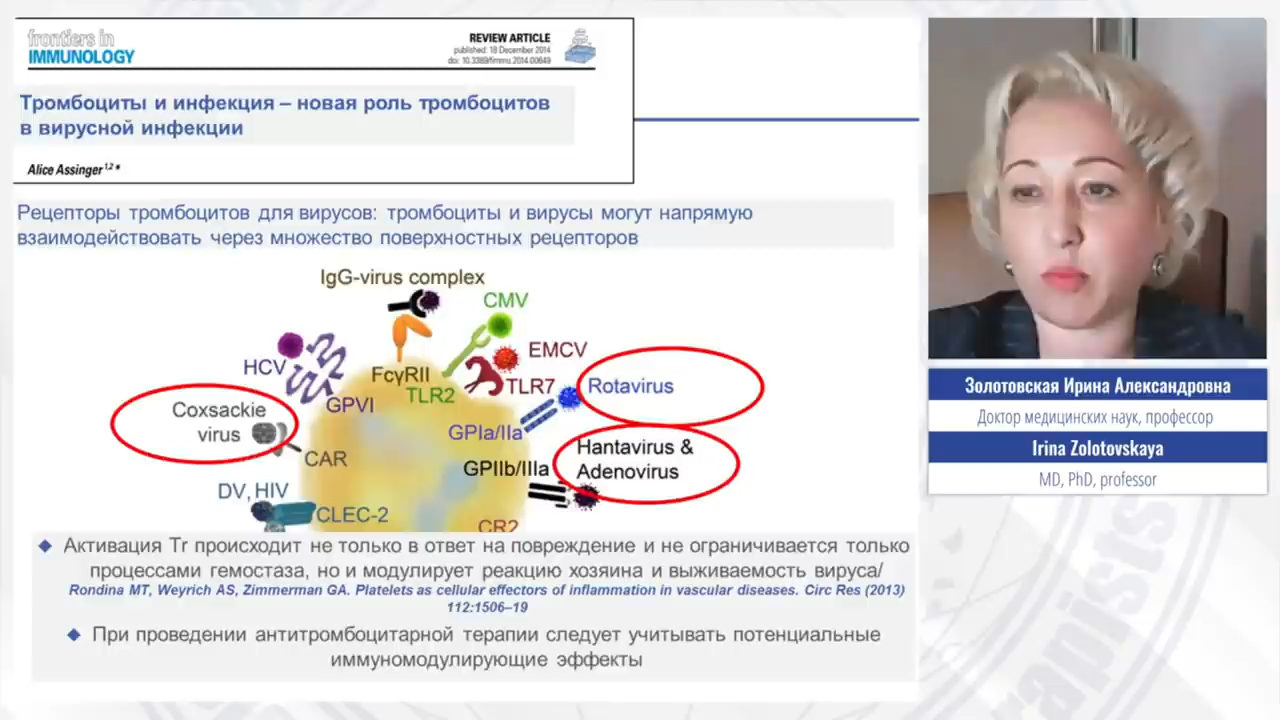 frontiers in
IMMUNOLOGY
REVIEW ARTICLE
published: 18 December 2014
doi: 10.3389/fimmu.2014.00649
Тромбоциты и инфекция – новая роль тромбоцитов
в вирусной инфекции
Alice Assinger1,2 *
Рецепторы тромбоцитов для вирусов: тромбоциты и вирусы могут напрямую
взаимодействовать через множество поверхностных рецепторов
IgG-virus complex
CMV
HCV
EMCV
FcγRII
TLR2
TLR7
Rotavirus
GPVI
Coxsackie
virus
GPIa/IIa
Hantavirus &
Adenovirus
CAR
GPIIb/IIIa
DV, HIV
CLEC-2
CR2
Активация Tr происходит не только в ответ на повреждение и не ограничивается только
процессами гемостаза, но и модулирует реакцию хозяина и выживаемость вируса/
Rondina MT, Weyrich AS, Zimmerman GA. Platelets as cellular effectors of inflammation in vascular diseases. Circ Res (2013)
112:1506–19
При проведении антитромбоцитарной терапии следует учитывать потенциальные
иммуномодулирующие эффекты
Золотовская Ирина Александровна
Доктор медицинских наук, профессор
Irina Zolotovskaya
MD, PhD, professor
rapists